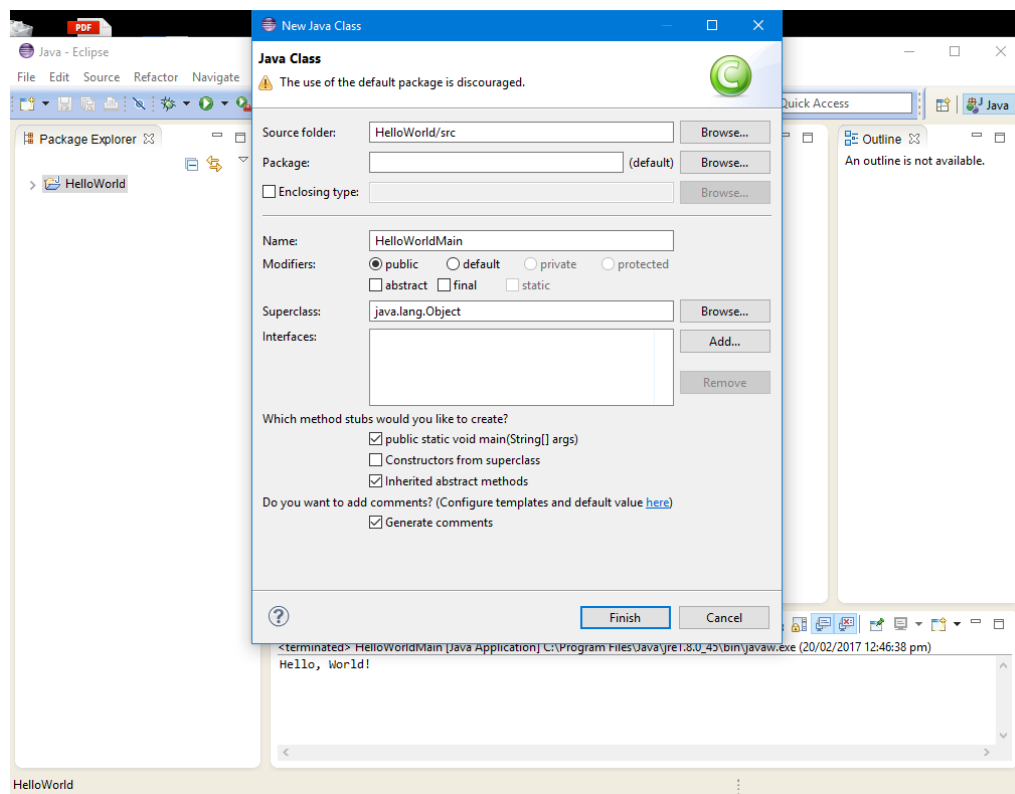 PDF
New Java Class
Java - Eclipse
Java Class
The use of the default package is discouraged.
File Edit Source Refactor Navigate
Quick Access
Java
Package Explorer
Outline
An outline is not available.
HelloWorld
Source folder: HelloWorld/src Browse...
Package: (default) Browse...
Enclosing type: Browse...
Name: HelloWorldMain
Modifiers: public default private protected
abstract final static
Superclass: java.lang.Object Browse...
Interfaces: Add...
Remove
Which method stubs would you like to create?
public static void main(String[] args)
Constructors from superclass
Inherited abstract methods
Do you want to add comments? (Configure templates and default value here)
Generate comments
Finish Cancel
<terminated> HelloWorldMain [Java Application] C:\Program Files\Java\jre1.8.0_45\bin\javaw.exe (20/02/2017 12:46:38 pm)
Hello, World!
HelloWorld